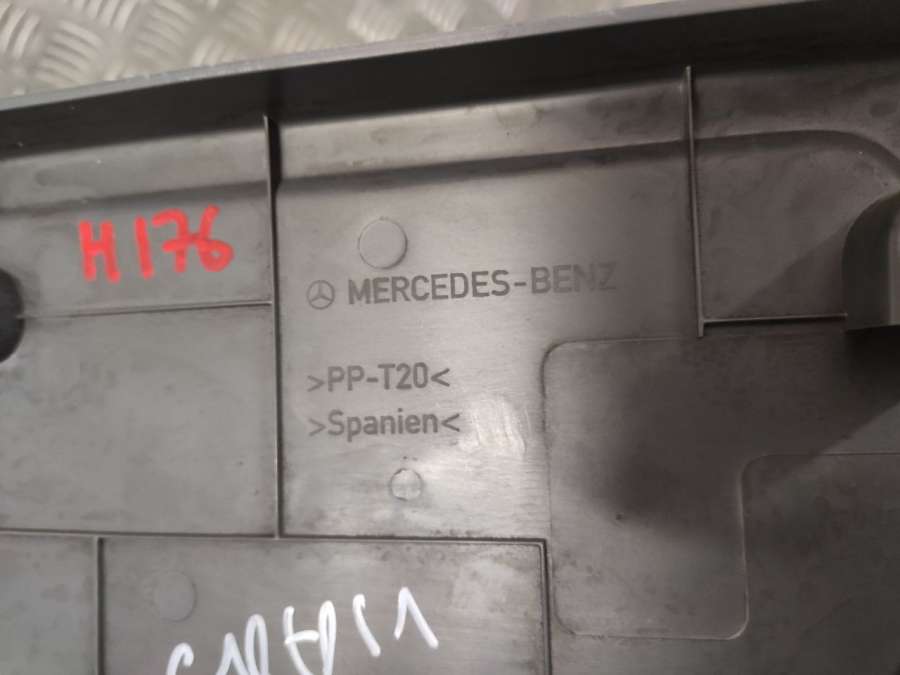 H176
MERCEDES-BENZ
>PP-T20<
>Spanien<